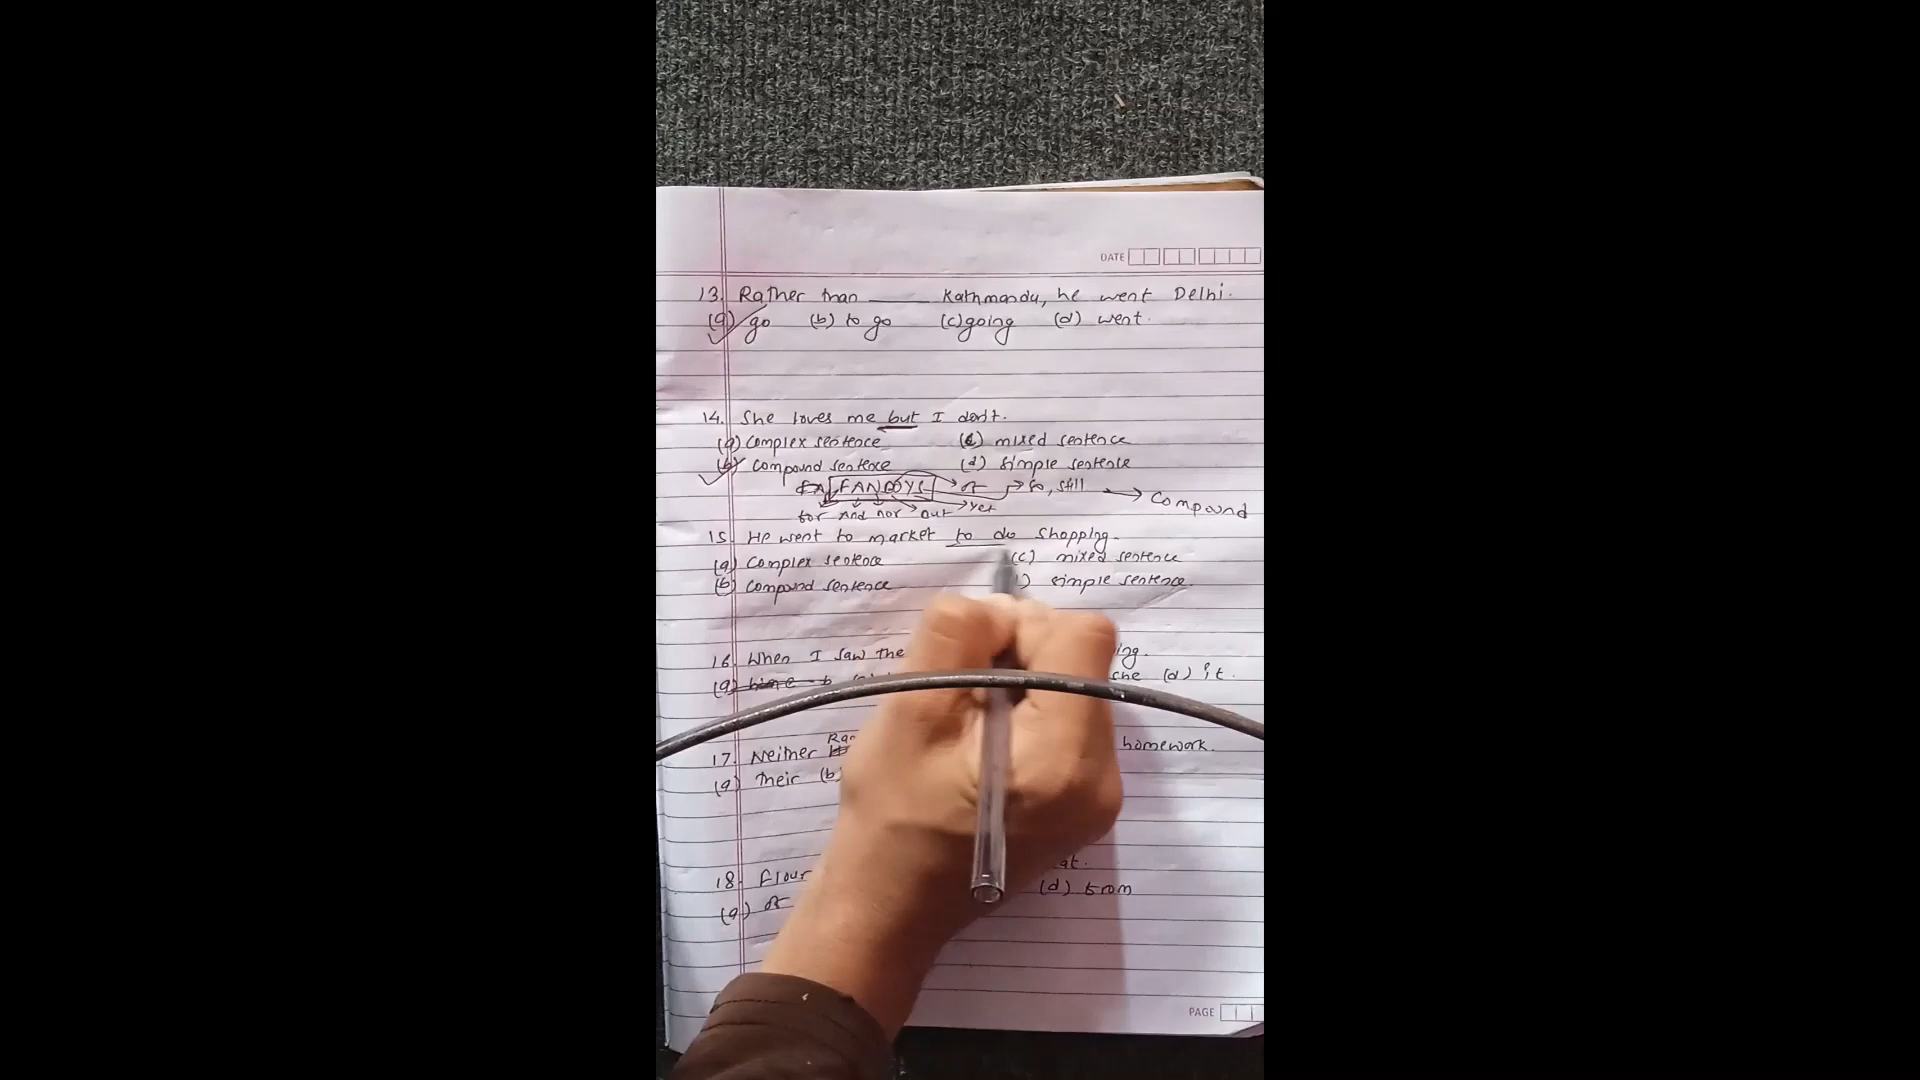 DATE
13. Rather than ______ Kathmandu, he went Delhi.
(a) go (b) to go (c) going (d) went.
14. She loves me but I don't.
(a) Complex sentence (c) mixed sentence
(b) Compound sentence (d) simple sentence
FANBOYS or so, still Compound
for And nor but yet
15. He went to market to do shopping.
(a) Complex sentence (c) mixed sentence
(b) Compound sentence ) simple sentence.
16. When I saw the ing.
(a) she (d) it.
17. Neither homework.
(a) Their (b)
18. flour at.
(a) of (d) from
PAGE